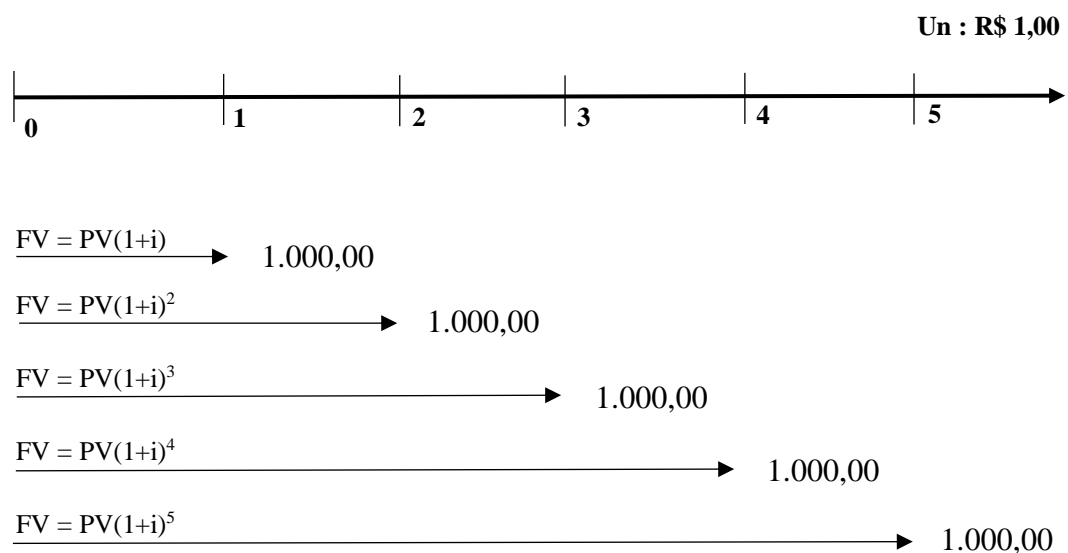 Un : R$ 1,00
0 1 2 3 4 5
FV = PV(1+i) 1.000,00
FV = PV(1+i)² 1.000,00
FV = PV(1+i)³ 1.000,00
FV = PV(1+i)⁴ 1.000,00
FV = PV(1+i)⁵ 1.000,00